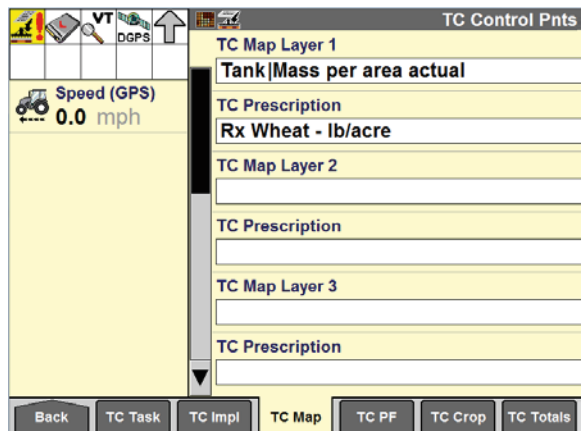 VT
DGPS
TC Control Pnts
Speed (GPS)
0.0 mph
TC Map Layer 1
Tank|Mass per area actual
TC Prescription
Rx Wheat - lb/acre
TC Map Layer 2
TC Prescription
TC Map Layer 3
TC Prescription
Back
TC Task
TC Impl
TC Map
TC PF
TC Crop
TC Totals